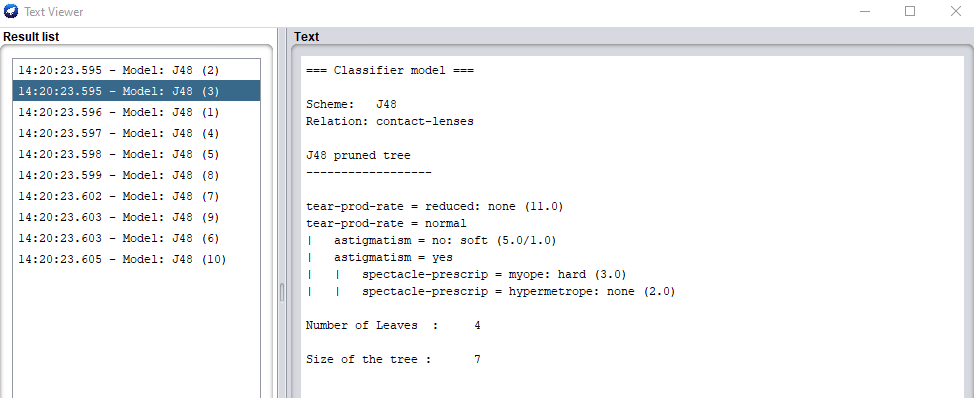 Text Viewer
Result list
14:20:23.595 - Model: J48 (2)
14:20:23.595 - Model: J48 (3)
14:20:23.596 - Model: J48 (1)
14:20:23.597 - Model: J48 (4)
14:20:23.598 - Model: J48 (5)
14:20:23.599 - Model: J48 (8)
14:20:23.602 - Model: J48 (7)
14:20:23.603 - Model: J48 (9)
14:20:23.603 - Model: J48 (6)
14:20:23.605 - Model: J48 (10)
Text
=== Classifier model ===
Scheme:   J48
Relation: contact-lenses
J48 pruned tree
------------------
tear-prod-rate = reduced: none (11.0)
tear-prod-rate = normal
|   astigmatism = no: soft (5.0/1.0)
|   astigmatism = yes
|   |   spectacle-prescrip = myope: hard (3.0)
|   |   spectacle-prescrip = hypermetrope: none (2.0)
Number of Leaves  :     4
Size of the tree :      7